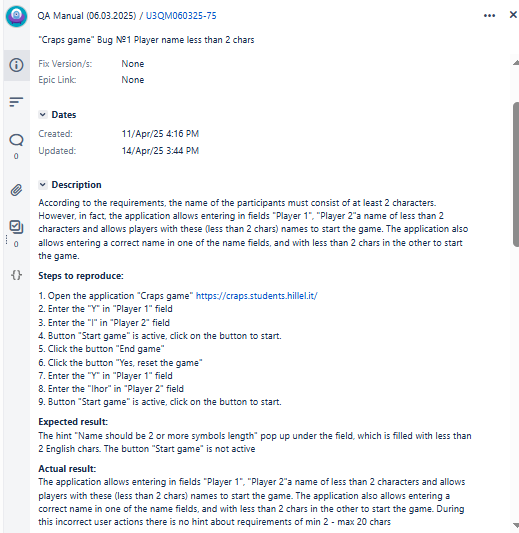 QA Manual (06.03.2025) / U3QM060325-75
"Craps game" Bug №1 Player name less than 2 chars
Fix Version/s: None
Epic Link: None
Dates
Created: 11/Apr/25 4:16 PM
Updated: 14/Apr/25 3:44 PM
Description
According to the requirements, the name of the participants must consist of at least 2 characters.
However, in fact, the application allows entering in fields "Player 1", "Player 2"a name of less than 2
characters and allows players with these (less than 2 chars) names to start the game. The application also
allows entering a correct name in one of the name fields, and with less than 2 chars in the other to start
the game.
Steps to reproduce:
1. Open the application "Craps game" https://craps.students.hillel.it/
2. Enter the "Y" in "Player 1" field
3. Enter the "I" in "Player 2" field
4. Button "Start game" is active, click on the button to start.
5. Click the button "End game"
6. Click the button "Yes, reset the game"
7. Enter the "Y" in "Player 1" field
8. Enter the "Ihor" in "Player 2" field
9. Button "Start game" is active, click on the button to start.
Expected result:
The hint "Name should be 2 or more symbols length" pop up under the field, which is filled with less than
2 English chars. The button "Start game" is not active
Actual result:
The application allows entering in fields "Player 1", "Player 2"a name of less than 2 characters and allows
players with these (less than 2 chars) names to start the game. The application also allows entering a
correct name in one of the name fields, and with less than 2 chars in the other to start the game. During
this incorrect user actions there is no hint about requirements of min 2 - max 20 chars
0
0
{}